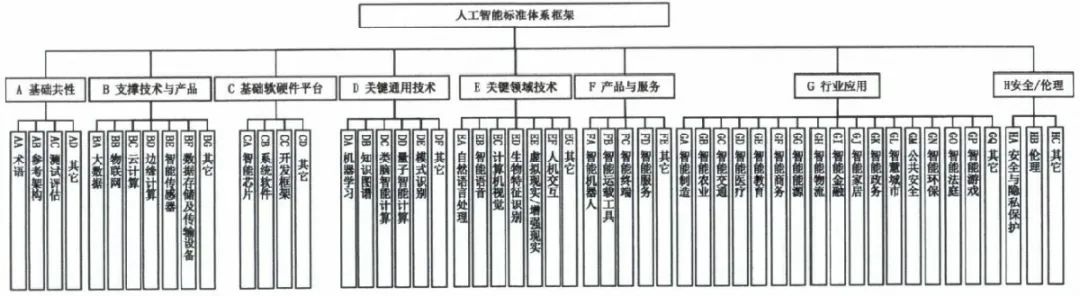 人工智能标准体系框架
A 基础共性
B 支撑技术与产品
C 基础软硬件平台
D 关键通用技术
E 关键领域技术
F 产品与服务
G 行业应用
H安全/伦理
AA 术语
AB 参考架构
AC 测试评估
AD 其它
BA 大数据
BB 物联网
BC 云计算
BD 边缘计算
BE 智能传感器
BF 数据存储及传输设备
BG 其它
CA 智能芯片
CB 系统软件
CC 开发框架
CD 其它
DA 机器学习
DB 知识图谱
DC 类脑智能计算
DD 量子智能计算
DE 模式识别
DF 其它
EA 自然语言处理
EB 智能语音
EC 计算机视觉
ED 生物特征识别
EE 虚拟现实/增强现实
EF 人机交互
EG 其它
FA 智能机器人
FB 智能运载工具
FC 智能终端
FD 智能服务
FE 其它
GA 智能制造
GB 智能农业
GC 智能交通
GD 智能医疗
GE 智能教育
GF 智能商务
GG 智能能源
GH 智能物流
GI 智能金融
GJ 智能家居
GK 智能政务
GL 智慧城市
GM 公共安全
GN 智能环保
GO 智能法庭
GP 智能游戏
GQ 其它
HA 安全与隐私保护
HB 伦理
HC 其它